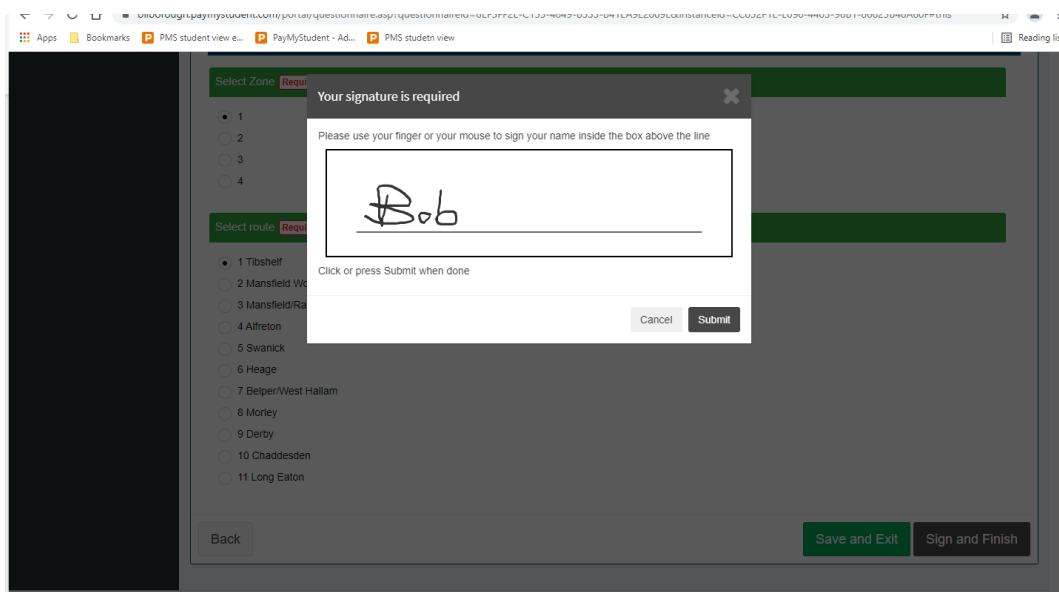 Apps Bookmarks PMS student view e... PayMyStudent - Ad... PMS studetn view Reading lis
Select Zone Requi
1
2
3
4
Your signature is required
Please use your finger or your mouse to sign your name inside the box above the line
Bob
Click or press Submit when done
Cancel Submit
Select route Requi
1 Tibshelf
2 Mansfield Wo
3 Mansfield/Ra
4 Alfreton
5 Swanick
6 Heage
7 Belper/West Hallam
8 Morley
9 Derby
10 Chaddesden
11 Long Eaton
Back Save and Exit Sign and Finish